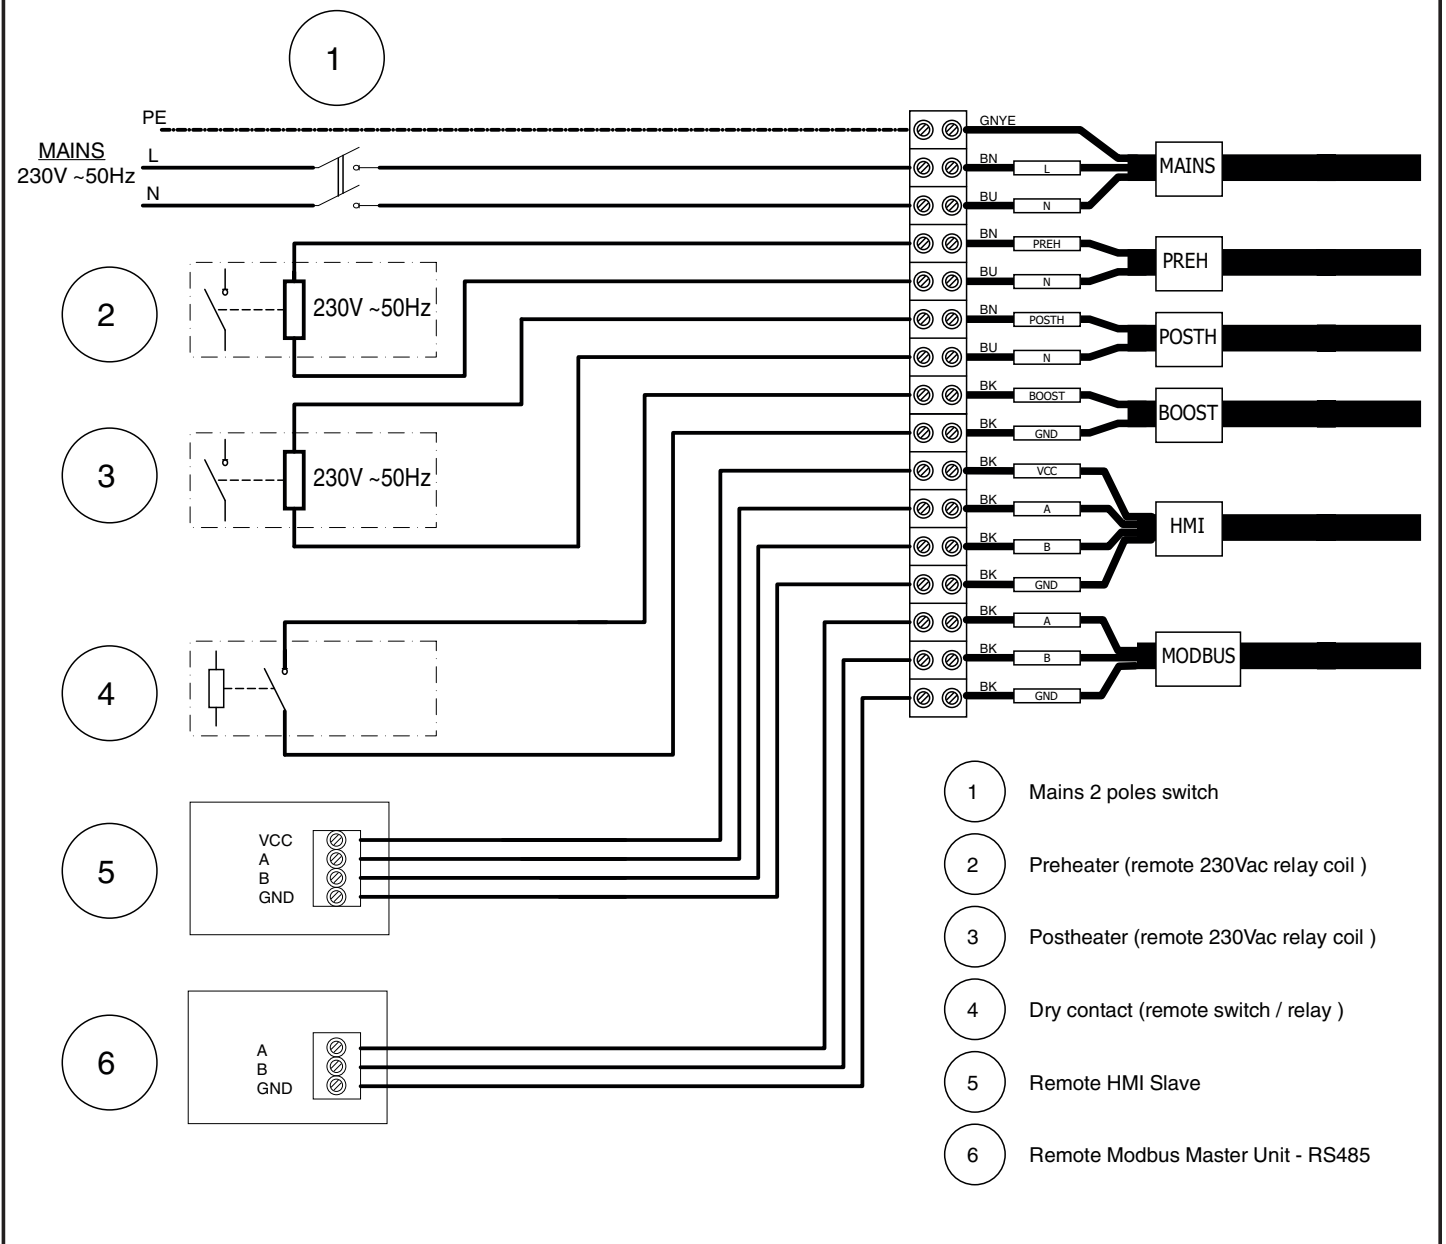 1
PE
MAINS
230V ~50Hz
L
N
GNYE
BN
L
BU
N
MAINS
BN
PREH
BU
N
PREH
2
230V ~50Hz
BN
POSTH
BU
N
POSTH
BK
BOOST
BK
GND
BOOST
3
230V ~50Hz
BK
VCC
BK
A
BK
B
BK
GND
HMI
BK
A
BK
B
BK
GND
MODBUS
4
5
VCC
A
B
GND
6
A
B
GND
1 Mains 2 poles switch
2 Preheater (remote 230Vac relay coil )
3 Postheater (remote 230Vac relay coil )
4 Dry contact (remote switch / relay )
5 Remote HMI Slave
6 Remote Modbus Master Unit - RS485